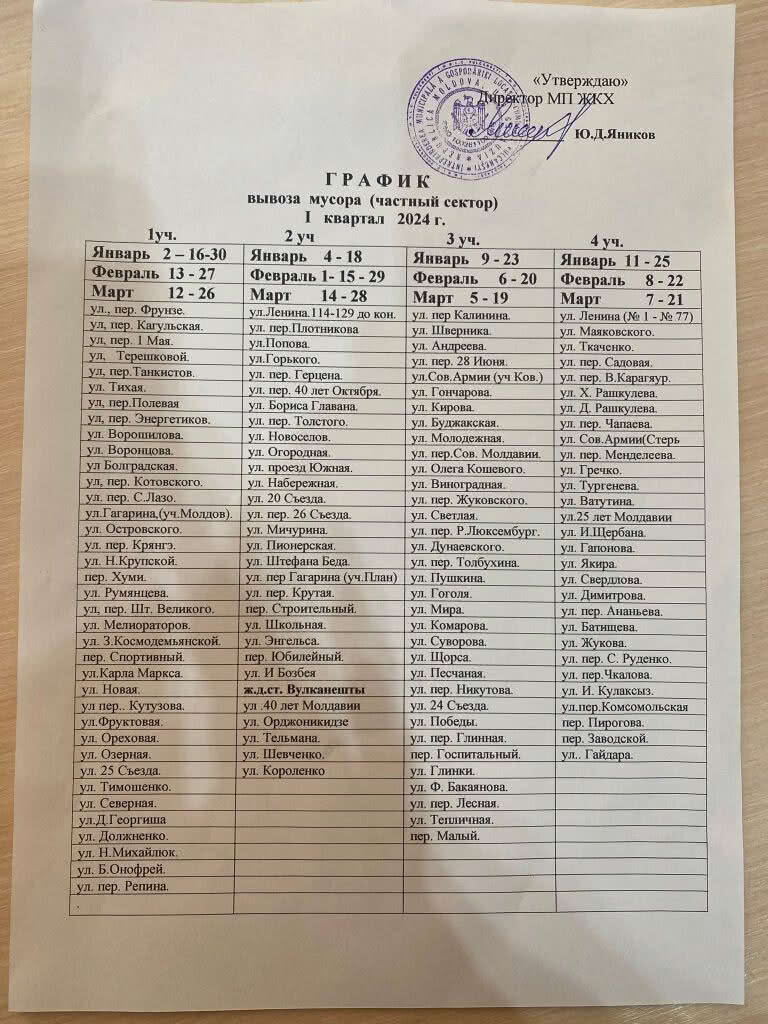 «Утверждаю»
Директор МП ЖКХ
Ю.Д.Яников
ГРАФИК
вывоза мусора (частный сектор)
I квартал 2024 г.
1уч. 2 уч 3 уч. 4 уч.
Январь 2 – 16-30 Январь 4 - 18 Январь 9 - 23 Январь 11 - 25
Февраль 13 - 27 Февраль 1- 15 - 29 Февраль 6 - 20 Февраль 8 - 22
Март 12 - 26 Март 14 - 28 Март 5 - 19 Март 7 - 21
ул., пер. Фрунзе. ул.Ленина.114-129 до кон. ул. пер Калинина. ул. Ленина (№ 1 - № 77)
ул, пер. Кагульская. ул. пер.Плотникова ул. Шверника. ул. Маяковского.
ул, пер. 1 Мая. ул.Попова. ул. Андреева. ул. Ткаченко.
ул, Терешковой. ул.Горького. ул. пер. 28 Июня. ул. пер. Садовая.
ул, пер.Танкистов. ул. пер. Герцена. ул.Сов.Армии (уч Ков.) ул. пер. В.Карагяур.
ул. Тихая. ул. пер. 40 лет Октября. ул. Гончарова. ул. Х. Рашкулева.
ул, пер.Полевая ул. Бориса Главана. ул. Кирова. ул. Д. Рашкулева.
ул, пер. Энергетиков. ул. пер. Толстого. ул. Буджакская. ул. пер. Чапаева.
ул. Ворошилова. ул. Новоселов. ул. Молодежная. ул. Сов.Армии(Стерь
ул. Воронцова. ул. Огородная. ул. пер.Сов. Молдавии. ул. пер. Менделеева.
ул Болградская. ул. проезд Южная. ул. Олега Кошевого. ул. Гречко.
ул, пер. Котовского. ул. Набережная. ул. Виноградная. ул. Тургенева.
ул. пер. С.Лазо. ул. 20 Съезда. ул. пер. Жуковского. ул. Ватутина.
ул.Гагарина,(уч.Молдов). ул. пер. 26 Съезда. ул. Светлая. ул.25 лет Молдавии
ул. Островского. ул. Мичурина. ул. пер. Р.Люксембург. ул. И.Щербана.
ул. пер. Крянгэ. ул. Пионерская. ул. Дунаевского. ул. Гапонова.
ул. Н.Крупской. ул. Штефана Беда. ул. пер. Толбухина. ул. Якира.
пер. Хуми. ул. пер Гагарина (уч.План) ул. Пушкина. ул. Свердлова.
ул. Румянцева. ул. пер. Крутая. ул. Гоголя. ул. Димитрова.
ул, пер. Шт. Великого. пер. Строительный. ул. Мира. ул. пер. Ананьева.
ул. Мелиораторов. ул. Школьная. ул. Комарова. ул. Батищева.
ул. З.Космодемьянской. ул. Энгельса. ул. Суворова. ул. Жукова.
пер. Спортивный. пер. Юбилейный. ул. Щорса. ул. пер. С. Руденко.
ул.Карла Маркса. ул. И Бозбея ул. Песчаная. ул. пер.Чкалова.
ул. Новая. ж.д.ст. Вулканешты ул. пер. Никутова. ул. И. Кулаксыз.
ул пер.. Кутузова. ул .40 лет Молдавии ул. 24 Съезда. ул.пер.Комсомольская
ул.Фруктовая. ул. Орджоникидзе ул. Победы. пер. Пирогова.
ул. Ореховая. ул. Тельмана. ул. пер. Глинная. пер. Заводской.
ул. Озерная. ул. Шевченко. пер. Госпитальный. ул.. Гайдара.
ул. 25 Съезда. ул. Короленко ул. Глинки.
ул. Тимошенко. ул. Ф. Бакаянова.
ул. Северная. ул. пер. Лесная.
ул.Д.Георгиша ул. Тепличная.
ул. Должненко. пер. Малый.
ул. Н.Михайлюк.
ул. Б.Онофрей.
ул. пер. Репина.
.